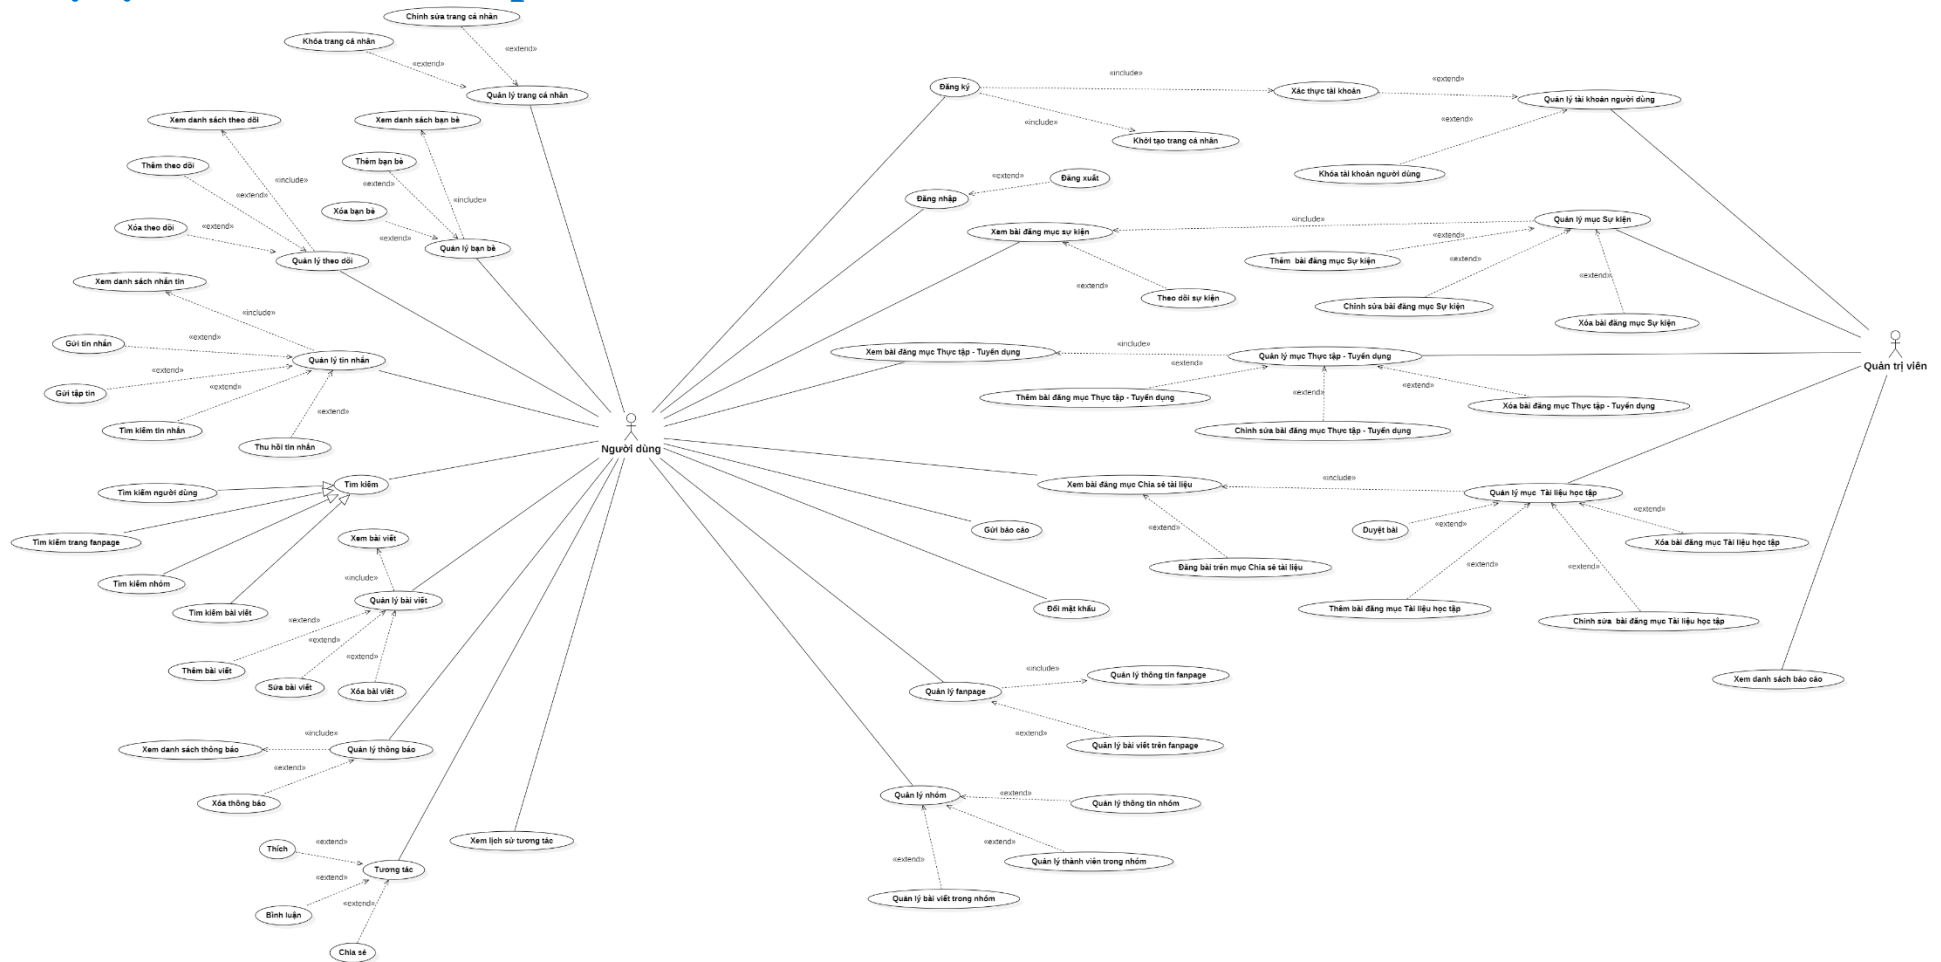 Chỉnh sửa trang cá nhân
Khóa trang cá nhân
«extend»
«extend»
Quản lý trang cá nhân
Xem danh sách theo dõi
Xem danh sách bạn bè
Thêm theo dõi
Thêm bạn bè
«include»
«extend»
«extend»
«include»
Xóa theo dõi
Xóa bạn bè
«extend»
«extend»
Quản lý theo dõi
Quản lý bạn bè
Xem danh sách nhắn tin
«include»
Gửi tin nhắn
«extend»
Quản lý tin nhắn
«extend»
Gửi tập tin
«extend»
Tìm kiếm tin nhắn
«extend»
Thu hồi tin nhắn
Người dùng
Tìm kiếm
Tìm kiếm người dùng
Tìm kiếm trang fanpage
Tìm kiếm nhóm
Tìm kiếm bài viết
Xem bài viết
«include»
Quản lý bài viết
«extend»
«extend»
«extend»
Thêm bài viết
Sửa bài viết
Xóa bài viết
«include»
Xem danh sách thông báo
Quản lý thông báo
«extend»
Xóa thông báo
Xem lịch sử tương tác
«extend»
Thích
Tương tác
«extend»
«extend»
Bình luận
Chia sẻ
Đăng ký
«include»
Xác thực tài khoản
«extend»
Quản lý tài khoản người dùng
«include»
Khởi tạo trang cá nhân
«extend»
Khóa tài khoản người dùng
«extend»
Đăng xuất
Đăng nhập
Xem bài đăng mục sự kiện
«include»
Quản lý mục Sự kiện
«extend»
Thêm bài đăng mục Sự kiện
«extend»
«extend»
«extend»
Theo dõi sự kiện
Chỉnh sửa bài đăng mục Sự kiện
Xóa bài đăng mục Sự kiện
Quản trị viên
Xem bài đăng mục Thực tập - Tuyển dụng
«include»
Quản lý mục Thực tập - Tuyển dụng
«extend»
«extend»
«extend»
Thêm bài đăng mục Thực tập - Tuyển dụng
Xóa bài đăng mục Thực tập - Tuyển dụng
Chỉnh sửa bài đăng mục Thực tập - Tuyển dụng
Xem bài đăng mục Chia sẻ tài liệu
«include»
Quản lý mục Tài liệu học tập
«extend»
Duyệt bài
«extend»
«extend»
Xóa bài đăng mục Tài liệu học tập
Gửi báo cáo
«extend»
«extend»
Đăng bài trên mục Chia sẻ tài liệu
Đổi mật khẩu
Thêm bài đăng mục Tài liệu học tập
Chỉnh sửa bài đăng mục Tài liệu học tập
Xem danh sách báo cáo
«include»
Quản lý thông tin fanpage
Quản lý fanpage
«extend»
Quản lý bài viết trên fanpage
Quản lý nhóm
«extend»
Quản lý thông tin nhóm
«extend»
Quản lý thành viên trong nhóm
«extend»
Quản lý bài viết trong nhóm